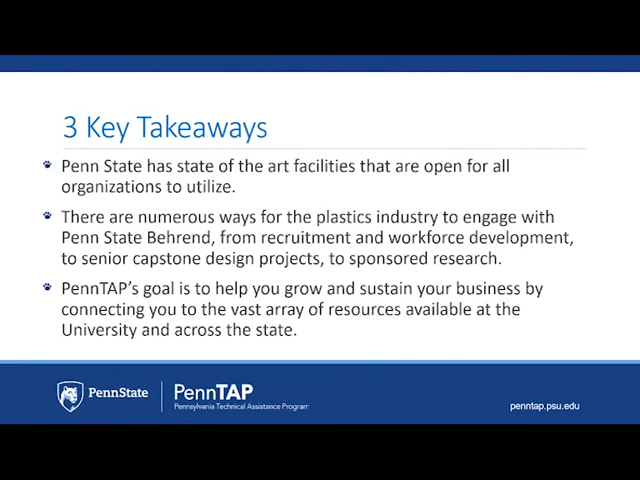 3 Key Takeaways
Penn State has state of the art facilities that are open for all
organizations to utilize.
There are numerous ways for the plastics industry to engage with
Penn State Behrend, from recruitment and workforce development,
to senior capstone design projects, to sponsored research.
PennTAP's goal is to help you grow and sustain your business by
connecting you to the vast array of resources available at the
University and across the state.
PennState
PennTAP
Pennsylvania Technical Assistance Program
penntap.psu.edu